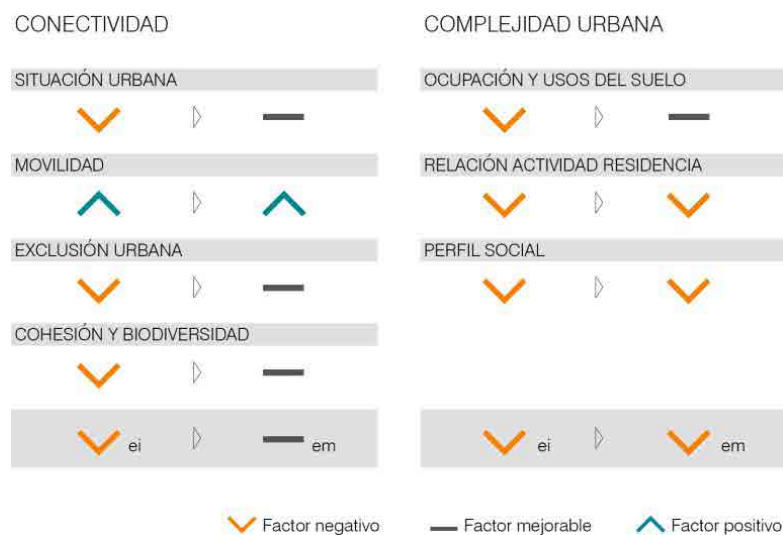 CONECTIVIDAD
SITUACIÓN URBANA
MOVILIDAD
EXCLUSIÓN URBANA
COHESIÓN Y BIODIVERSIDAD
ei
em
COMPLEJIDAD URBANA
OCUPACIÓN Y USOS DEL SUELO
RELACIÓN ACTIVIDAD RESIDENCIA
PERFIL SOCIAL
ei
em
Factor negativo
Factor mejorable
Factor positivo